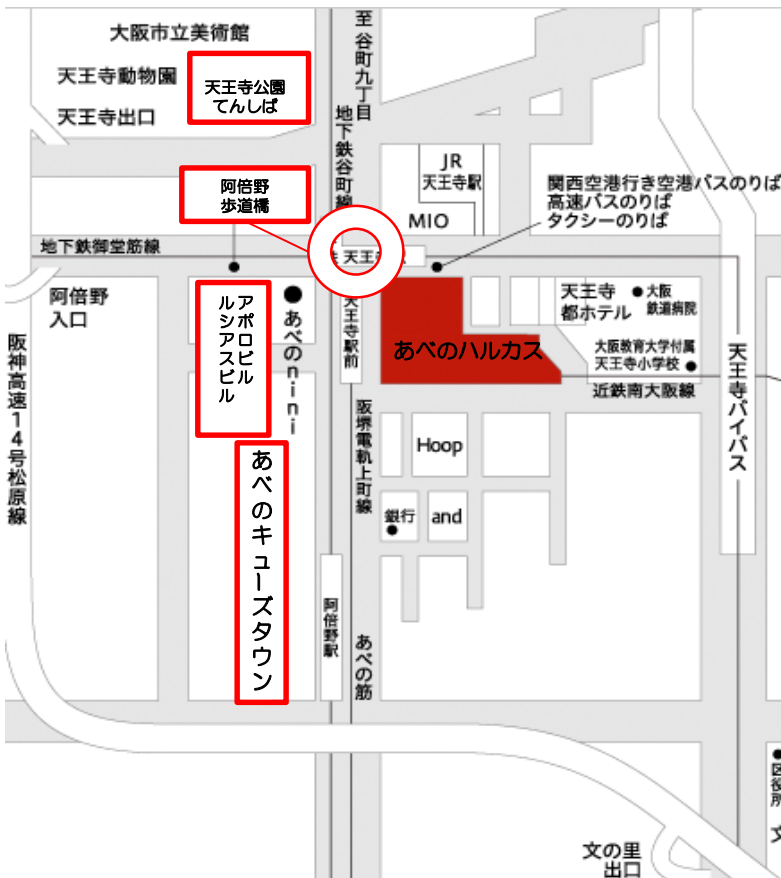 大阪市立美術館
天王寺動物園
天王寺出口
天王寺公園
てんしば
至 谷町九丁目
地下鉄谷町線
JR
天王寺駅
MIO
関西空港行き空港バスのりば
高速バスのりば
タクシーのりば
阿倍野
歩道橋
地下鉄御堂筋線
天王
阿倍野
入口
アポロビル
ルシアスビル
あべのnini
天王寺駅前
あべのハルカス
天王寺
都ホテル
大阪
鉄道病院
大阪教育大学付属
天王寺小学校
近鉄南大阪線
天王寺バイパス
阪神高速14号松原線
阪堺電軌上町線
Hoop
銀行
and
あべのキューズタウン
阿倍野駅
あべの筋
区役所
文の里
出口